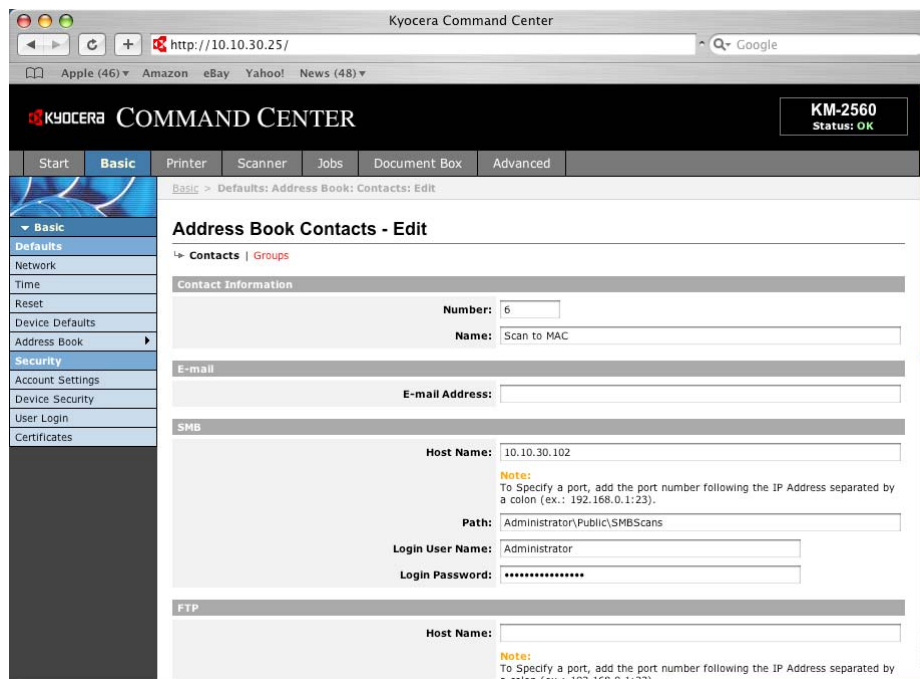 Kyocera Command Center
http://10.10.30.25/
Google
Apple (46) Amazon eBay Yahoo! News (48)
KYOCERA COMMAND CENTER
KM-2560
Status: OK
Start Basic Printer Scanner Jobs Document Box Advanced
Basic > Defaults: Address Book: Contacts: Edit
Basic
Defaults
Network
Time
Reset
Device Defaults
Address Book
Security
Account Settings
Device Security
User Login
Certificates
Address Book Contacts - Edit
Contacts | Groups
Contact Information
Number: 6
Name: Scan to MAC
E-mail
E-mail Address:
SMB
Host Name: 10.10.30.102
Note:
To Specify a port, add the port number following the IP Address separated by
a colon (ex.: 192.168.0.1:23).
Path: Administrator\Public\SMBScans
Login User Name: Administrator
Login Password: ••••••••••••••••
FTP
Host Name:
Note:
To Specify a port, add the port number following the IP Address separated by